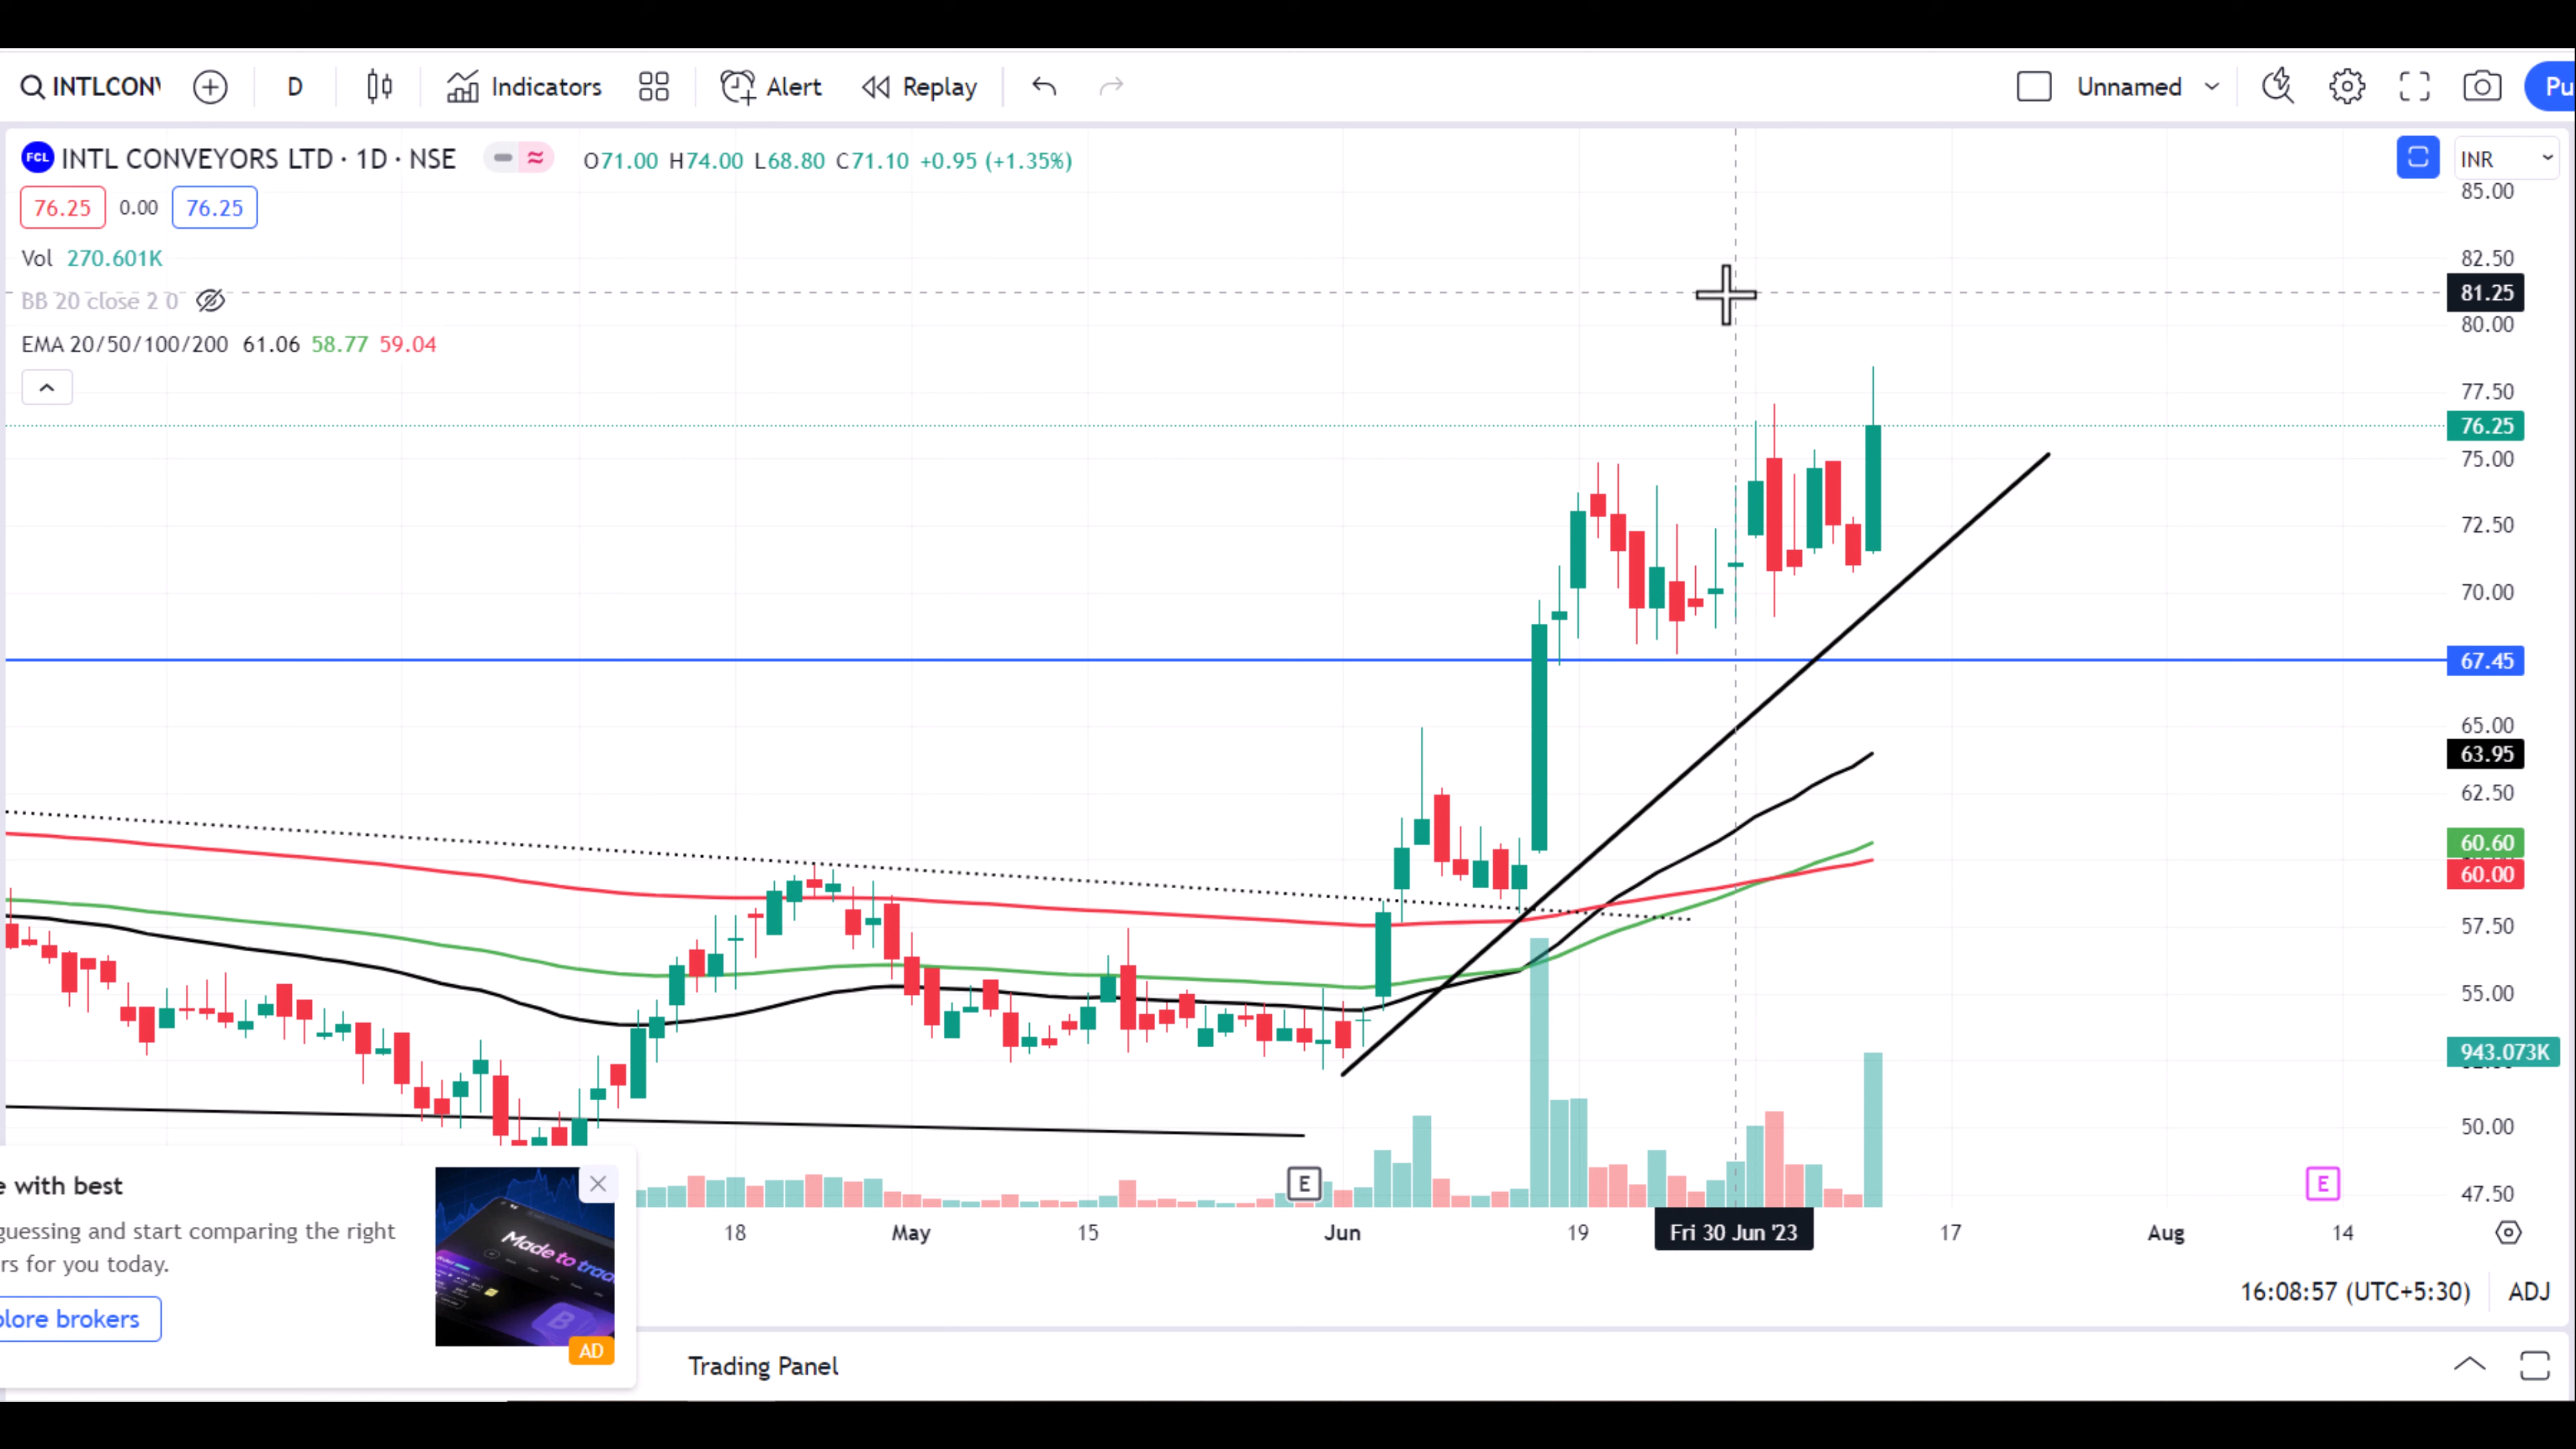 INTLCONV D Indicators Alert Replay Unnamed Pu
FCL INTL CONVEYORS LTD · 1D · NSE O71.00 H74.00 L68.80 C71.10 +0.95 (+1.35%) INR
76.25 0.00 76.25
Vol 270.601K
BB 20 close 2 0
EMA 20/50/100/200 61.06 58.77 59.04
85.00
82.50
81.25
80.00
77.50
76.25
75.00
72.50
70.00
67.45
65.00
63.95
62.50
60.60
60.00
57.50
55.00
943.073K
50.00
47.50
E E
18 May 15 Jun 19 Fri 30 Jun '23 17 Aug 14
e with best
guessing and start comparing the right
rs for you today.
plore brokers
Made to trad
B
AD
16:08:57 (UTC+5:30) ADJ
Trading Panel